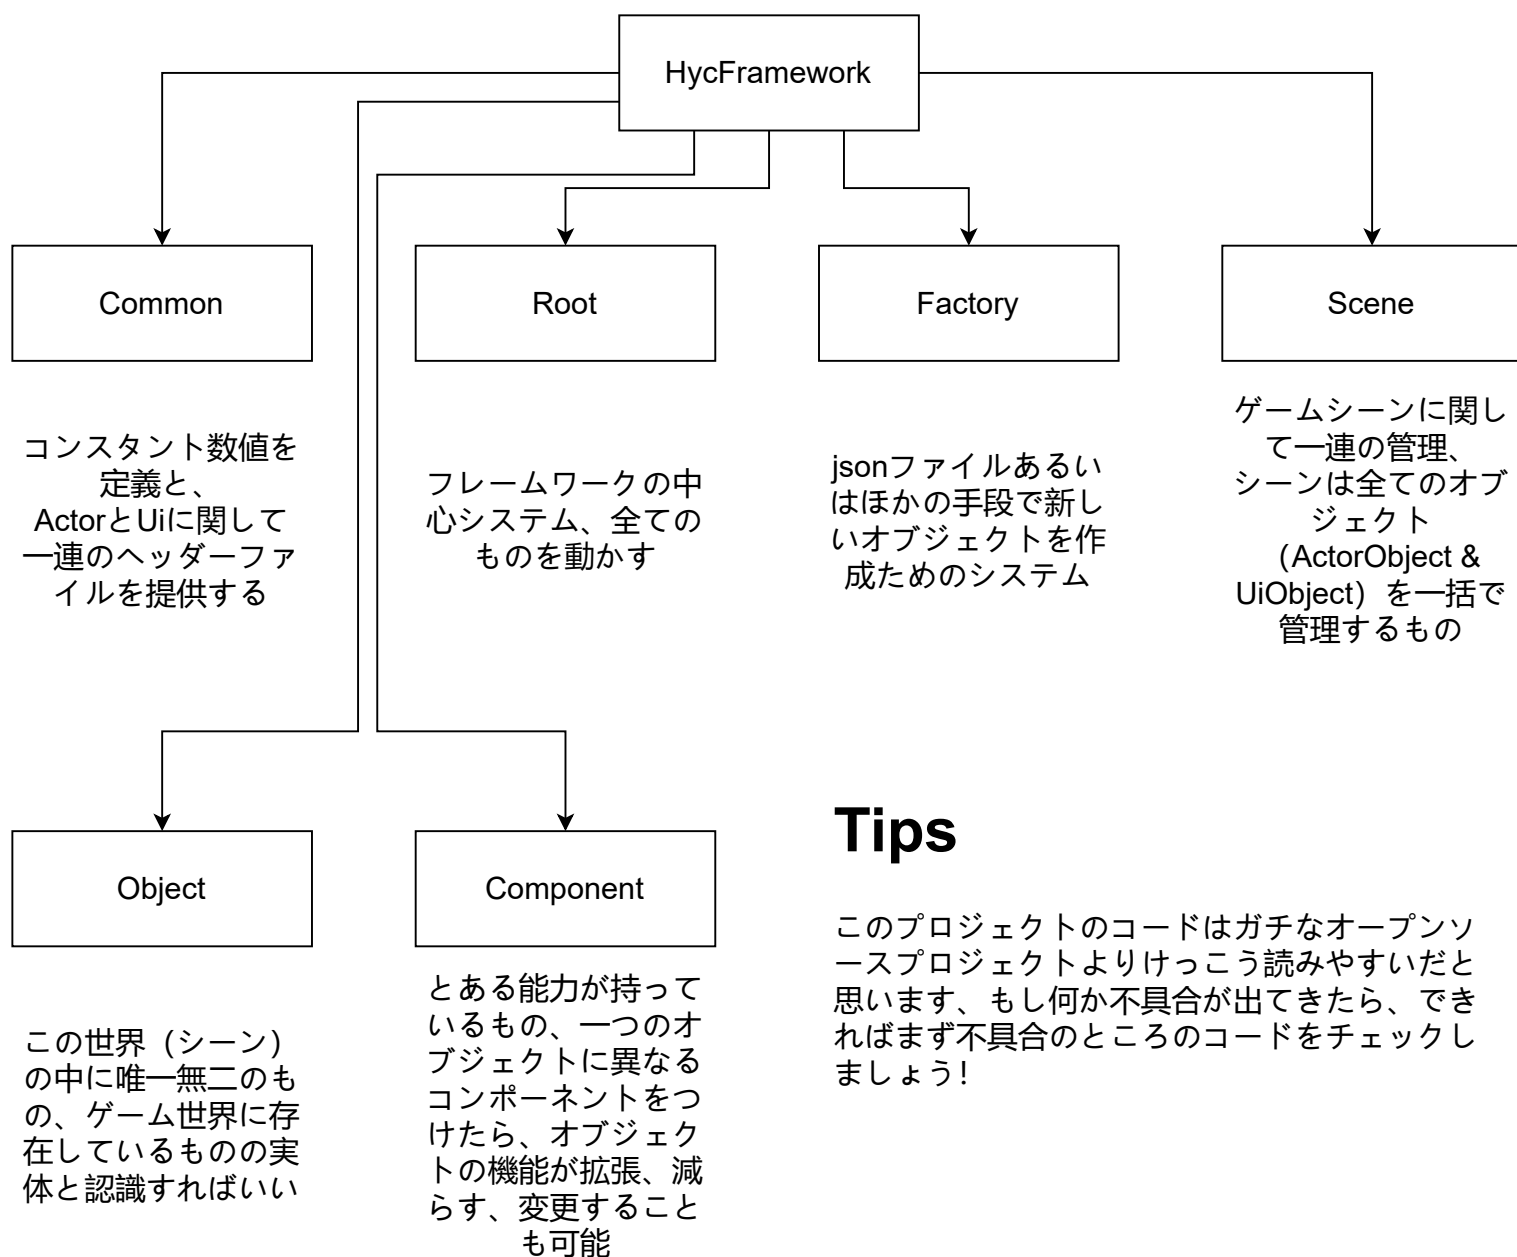 HycFramework
Common
Root
Factory
Scene
コンスタント数値を
定義と、
ActorとUiに関して
一連のヘッダーファ
イルを提供する
フレームワークの中
心システム、全ての
ものを動かす
jsonファイルあるい
はほかの手段で新し
いオブジェクトを作
成ためのシステム
ゲームシーンに関し
て一連の管理、
シーンは全てのオブ
ジェクト
（ActorObject &
UiObject）を一括で
管理するもの
Object
Component
この世界（シーン）
の中に唯一無二のも
の、ゲーム世界に存
在しているものの実
体と認識すればいい
とある能力が持って
いるもの、一つのオ
ブジェクトに異なる
コンポーネントをつ
けたら、オブジェク
トの機能が拡張、減
らす、変更すること
も可能
Tips
このプロジェクトのコードはガチなオープンソ
ースプロジェクトよりけっこう読みやすいだと
思います、もし何か不具合が出てきたら、でき
ればまず不具合のところのコードをチェックし
ましょう！